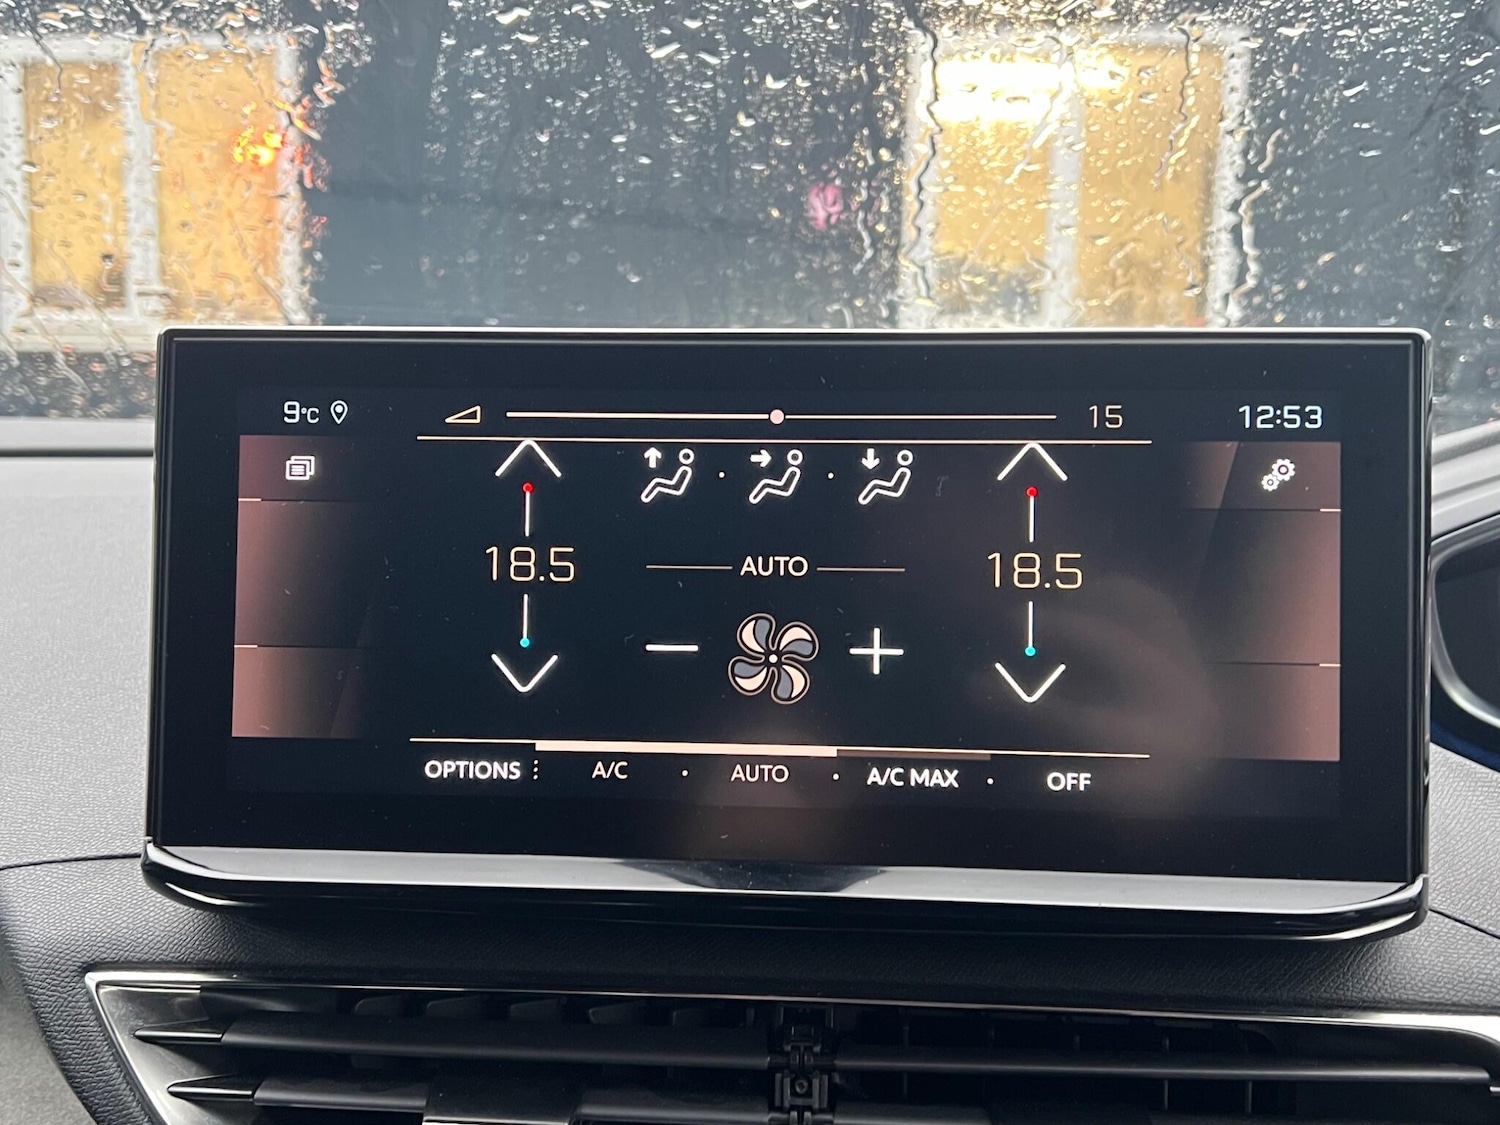 9°C 15 12:53
18.5 AUTO 18.5
OPTIONS A/C AUTO A/C MAX OFF